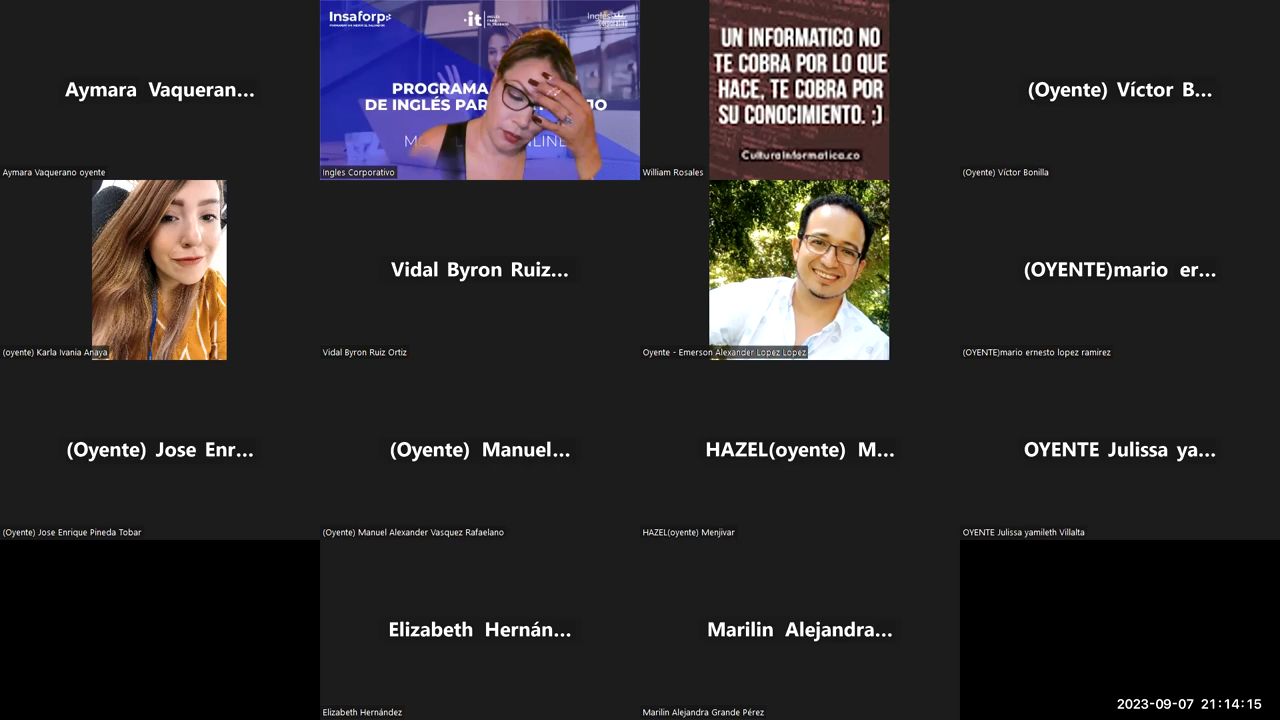 Aymara Vaqueran...
Aymara Vaquerano oyente
Insaforp
·it
INGLÉS
PROGRAMA
DE INGLÉS PAR
JO
Ingles Corporativo
UN INFORMATICO NO
TE COBRA POR LO QUE
HACE, TE COBRA POR
SU CONOCIMIENTO. ;)
CulturaInformatica.co
William Rosales
(Oyente) Víctor B...
(Oyente) Víctor Bonilla
(oyente) Karla Ivania Anaya
Vidal Byron Ruiz...
Vidal Byron Ruiz Ortiz
Oyente - Emerson Alexander Lopez Lopez
(OYENTE)mario er...
(OYENTE)mario ernesto lopez ramirez
(Oyente) Jose Enr...
(Oyente) Jose Enrique Pineda Tobar
(Oyente) Manuel...
(Oyente) Manuel Alexander Vasquez Rafaelano
HAZEL(oyente) M...
HAZEL(oyente) Menjivar
OYENTE Julissa ya...
OYENTE Julissa yamileth Villalta
Elizabeth Hernán...
Elizabeth Hernández
Marilin Alejandra...
Marilin Alejandra Grande Pérez
2023-09-07 21:14:15